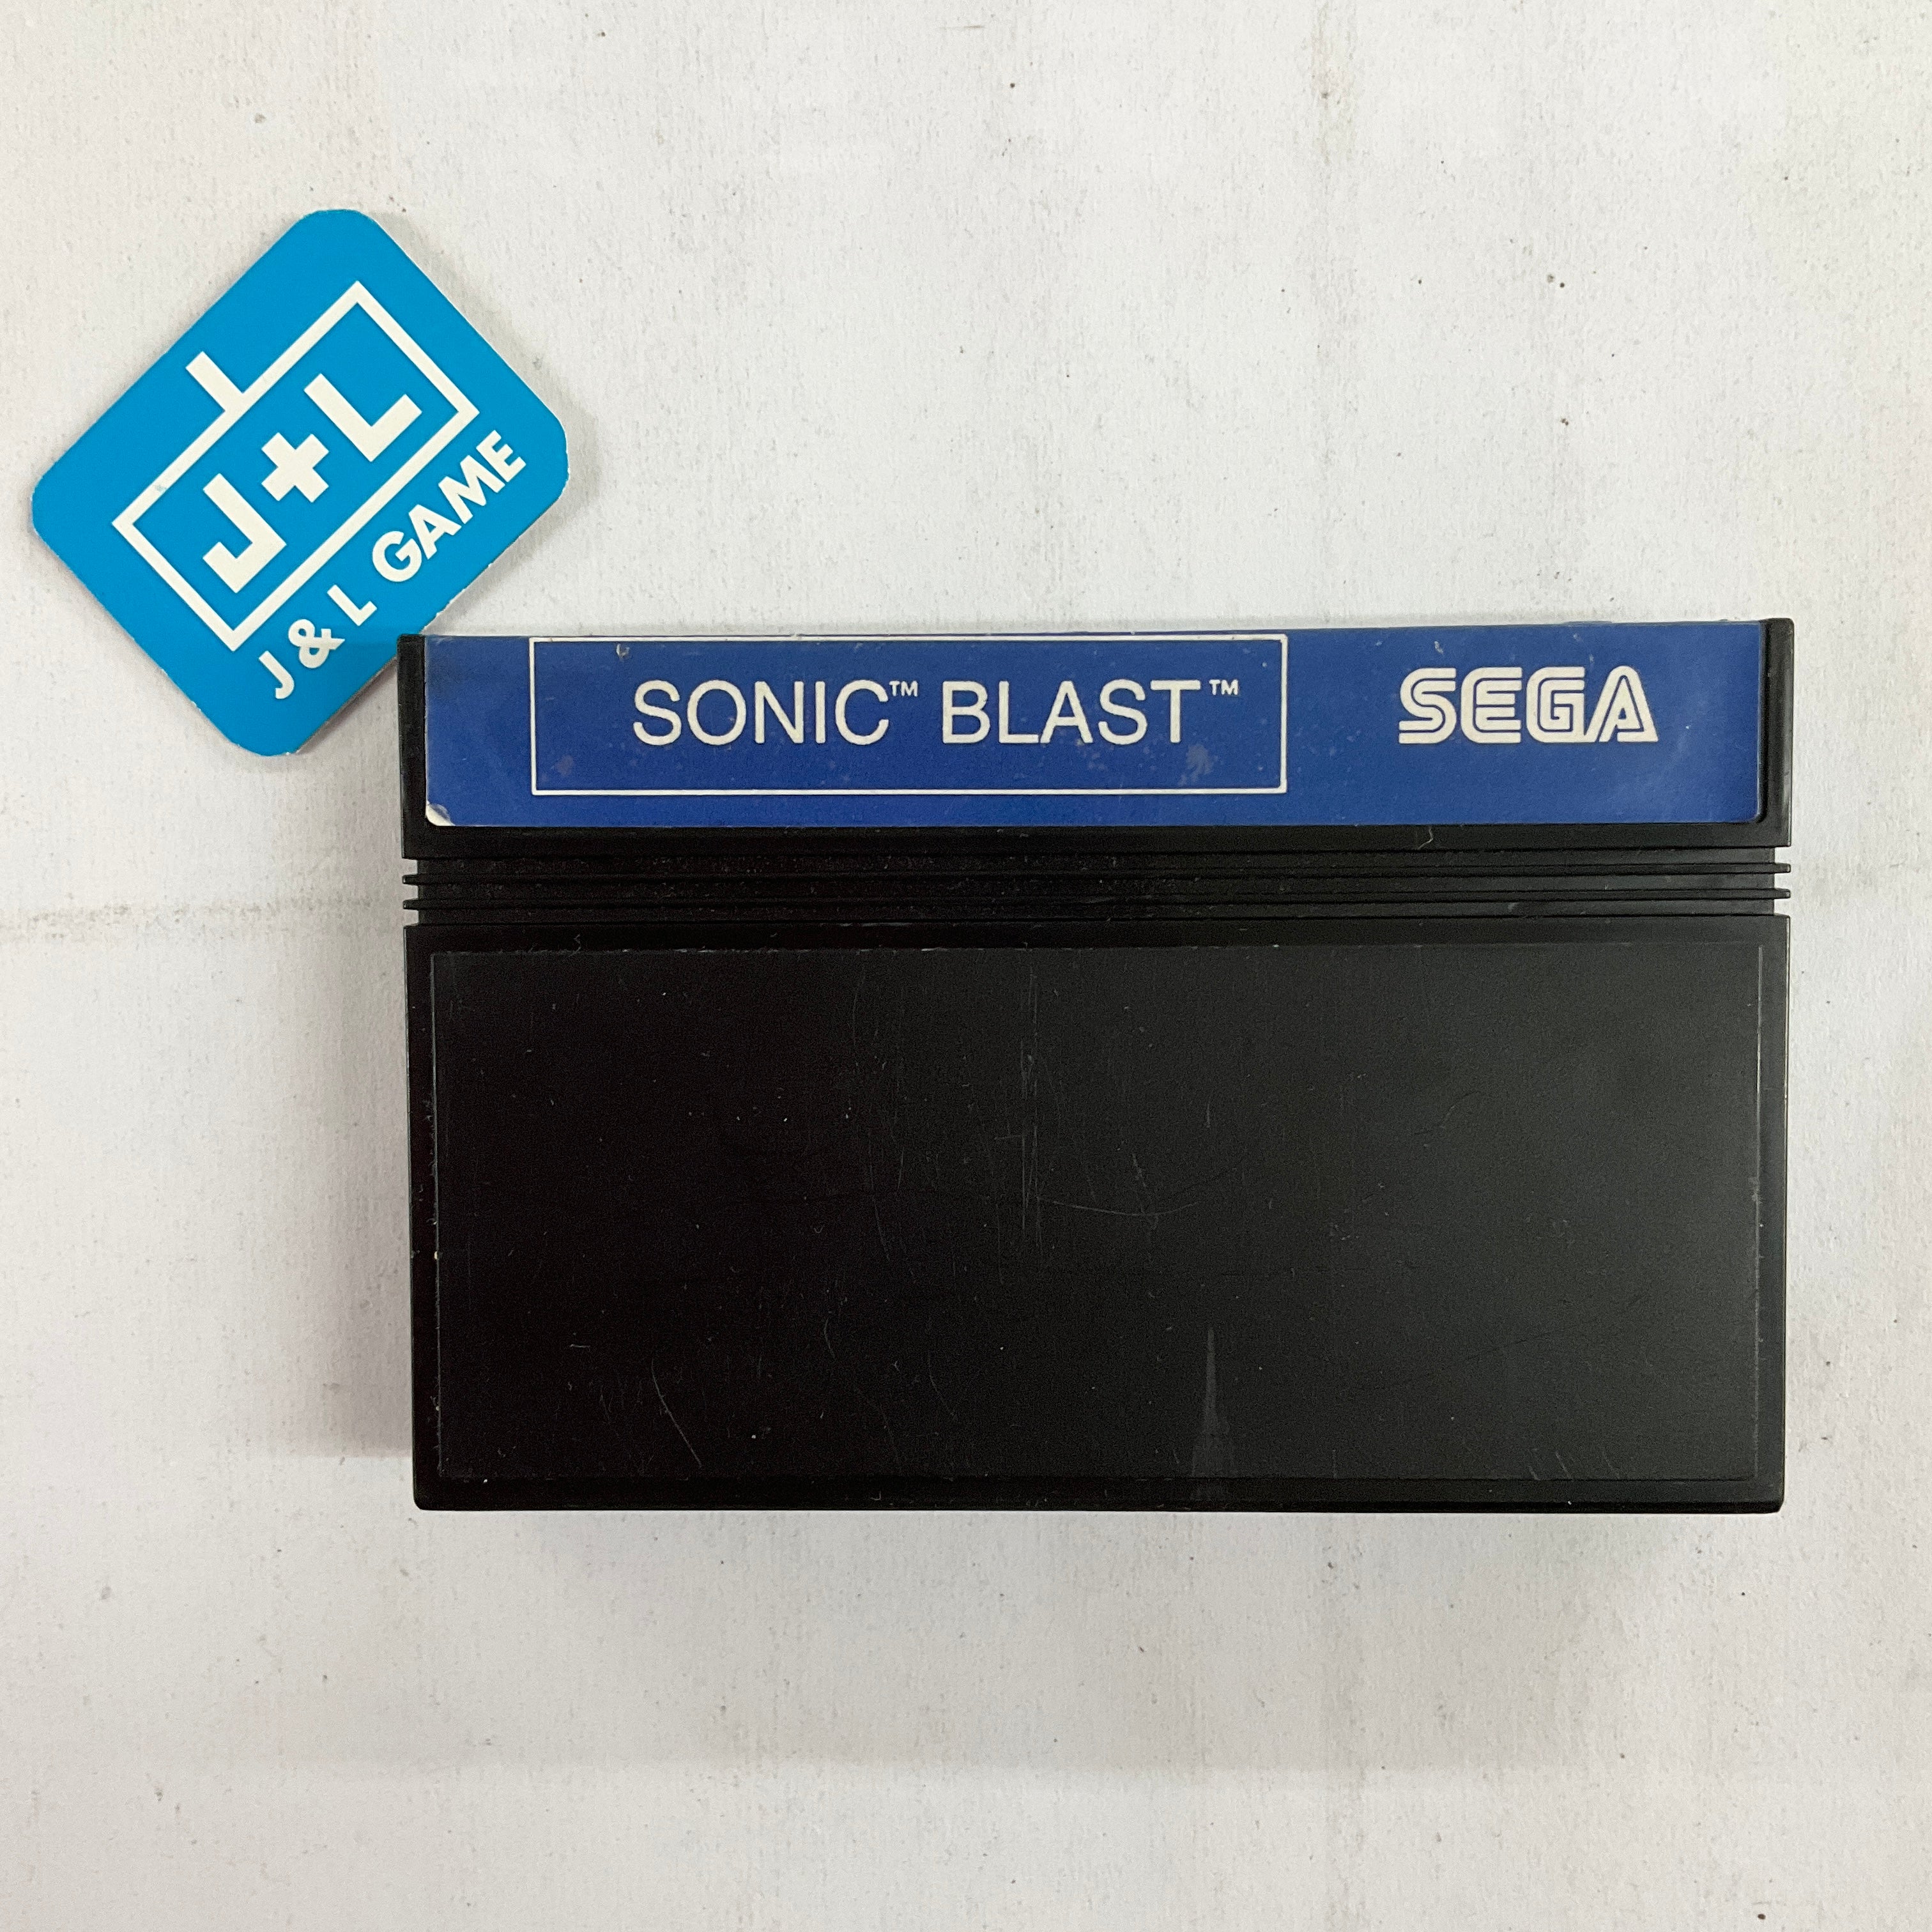 J+L
J & L GAME
SONIC™ BLAST™
SEGA